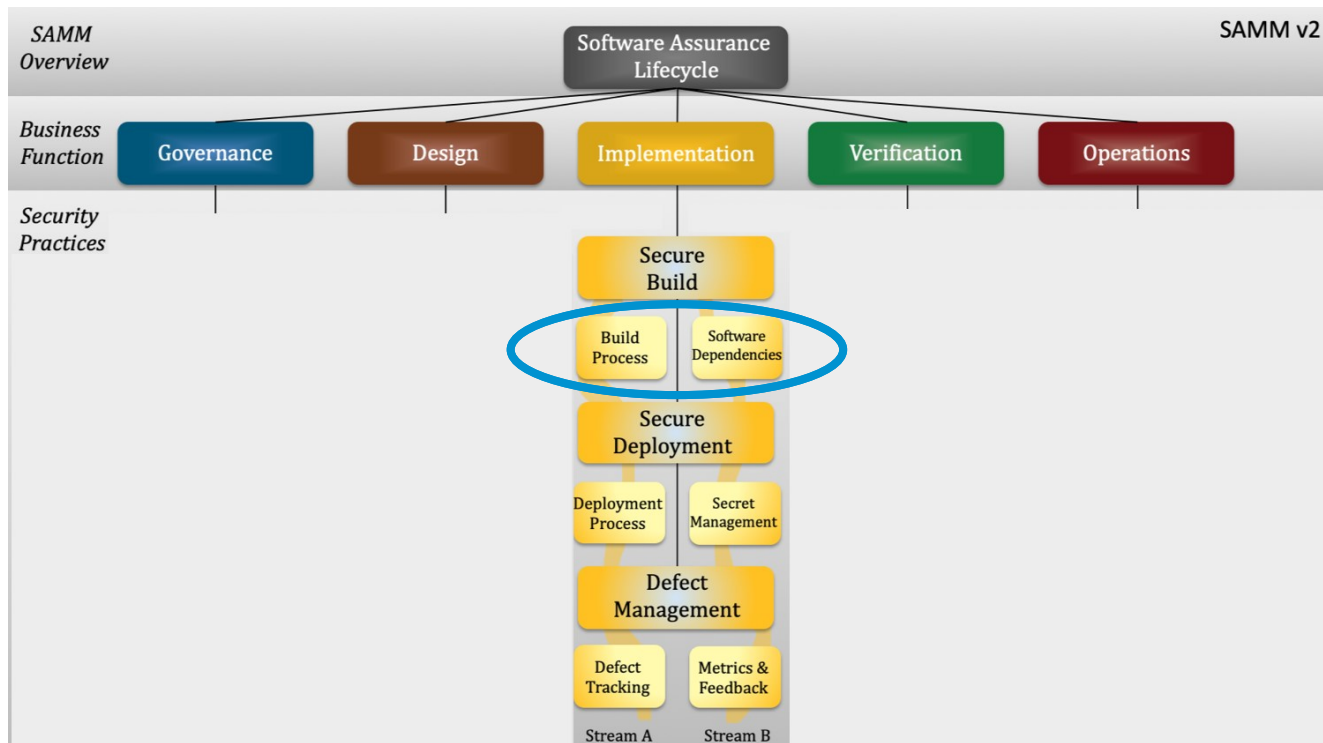 SAMM
Overview
Software Assurance
Lifecycle
SAMM v2
Business
Function
Governance
Design
Implementation
Verification
Operations
Security
Practices
Secure
Build
Build
Process
Software
Dependencies
Secure
Deployment
Deployment
Process
Secret
Management
Defect
Management
Defect
Tracking
Metrics &
Feedback
Stream A
Stream B